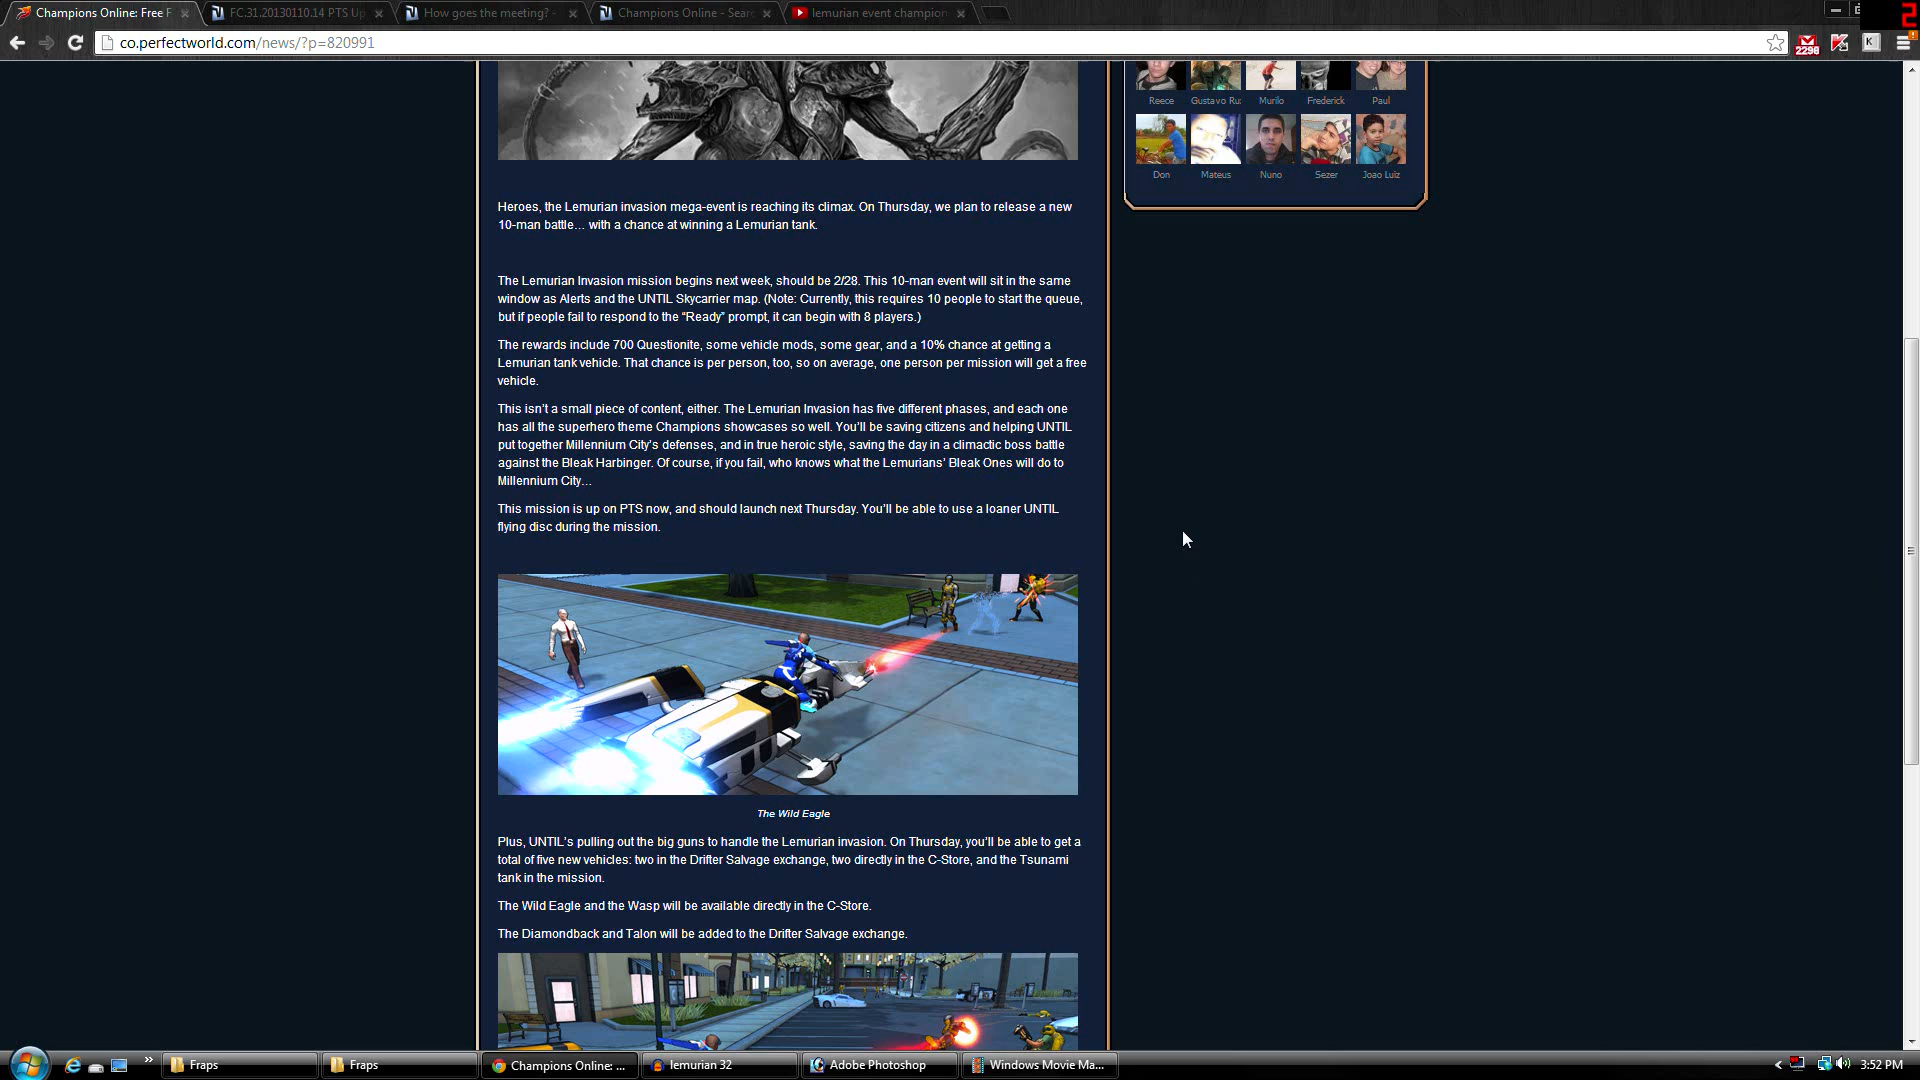 Champions Online: Free F
FC.31.20130110.14 PTS Up
How goes the meeting? -
Champions Online - Sear
lemurian event champion
2
co.perfectworld.com/news/?p=820991
2298
K
Reece
Gustavo Ru
Murilo
Frederick
Paul
Don
Mateus
Nuno
Sezer
Joao Luiz
Heroes, the Lemurian invasion mega-event is reaching its climax. On Thursday, we plan to release a new
10-man battle… with a chance at winning a Lemurian tank.
The Lemurian Invasion mission begins next week, should be 2/28. This 10-man event will sit in the same
window as Alerts and the UNTIL Skycarrier map. (Note: Currently, this requires 10 people to start the queue,
but if people fail to respond to the “Ready” prompt, it can begin with 8 players.)
The rewards include 700 Questionite, some vehicle mods, some gear, and a 10% chance at getting a
Lemurian tank vehicle. That chance is per person, too, so on average, one person per mission will get a free
vehicle.
This isn’t a small piece of content, either. The Lemurian Invasion has five different phases, and each one
has all the superhero theme Champions showcases so well. You’ll be saving citizens and helping UNTIL
put together Millennium City’s defenses, and in true heroic style, saving the day in a climactic boss battle
against the Bleak Harbinger. Of course, if you fail, who knows what the Lemurians’ Bleak Ones will do to
Millennium City…
This mission is up on PTS now, and should launch next Thursday. You’ll be able to use a loaner UNTIL
flying disc during the mission.
The Wild Eagle
Plus, UNTIL’s pulling out the big guns to handle the Lemurian invasion. On Thursday, you’ll be able to get a
total of five new vehicles: two in the Drifter Salvage exchange, two directly in the C-Store, and the Tsunami
tank in the mission.
The Wild Eagle and the Wasp will be available directly in the C-Store.
The Diamondback and Talon will be added to the Drifter Salvage exchange.
Fraps
Fraps
Champions Online: ...
lemurian 32
Adobe Photoshop
Windows Movie Ma...
3:52 PM